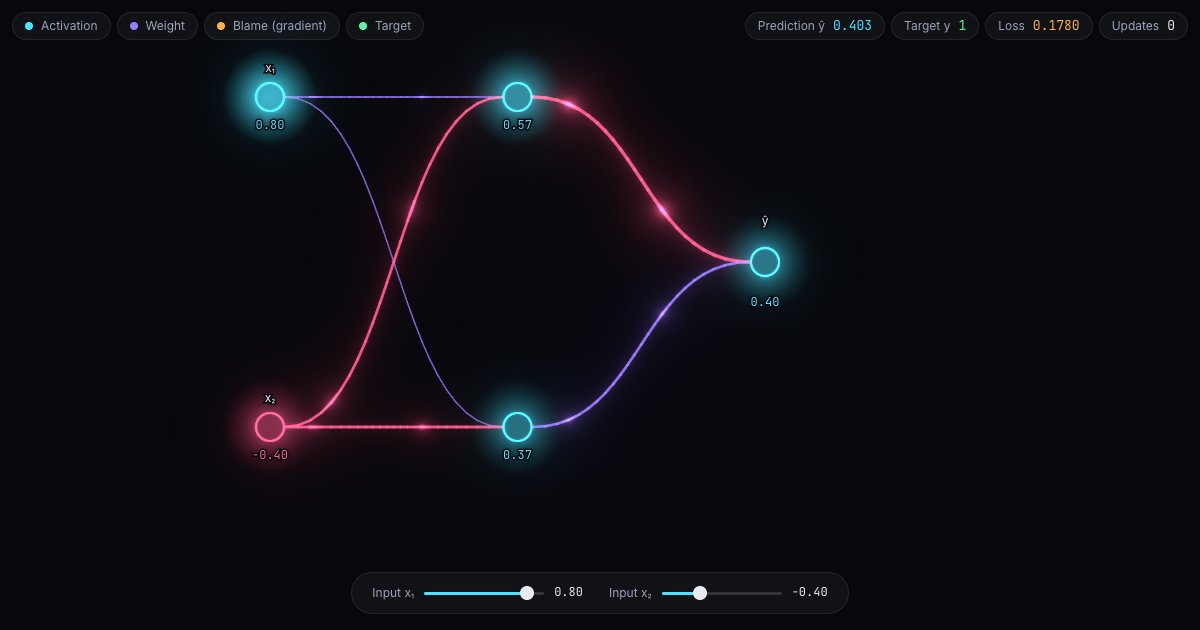 Activation Weight Blame (gradient) Target Prediction ŷ 0.403 Target y 1 Loss 0.1780 Updates 0
x₁
0.80 0.57
ŷ
0.40
x₂
-0.40 0.37
Input x₁ 0.80 Input x₂ -0.40